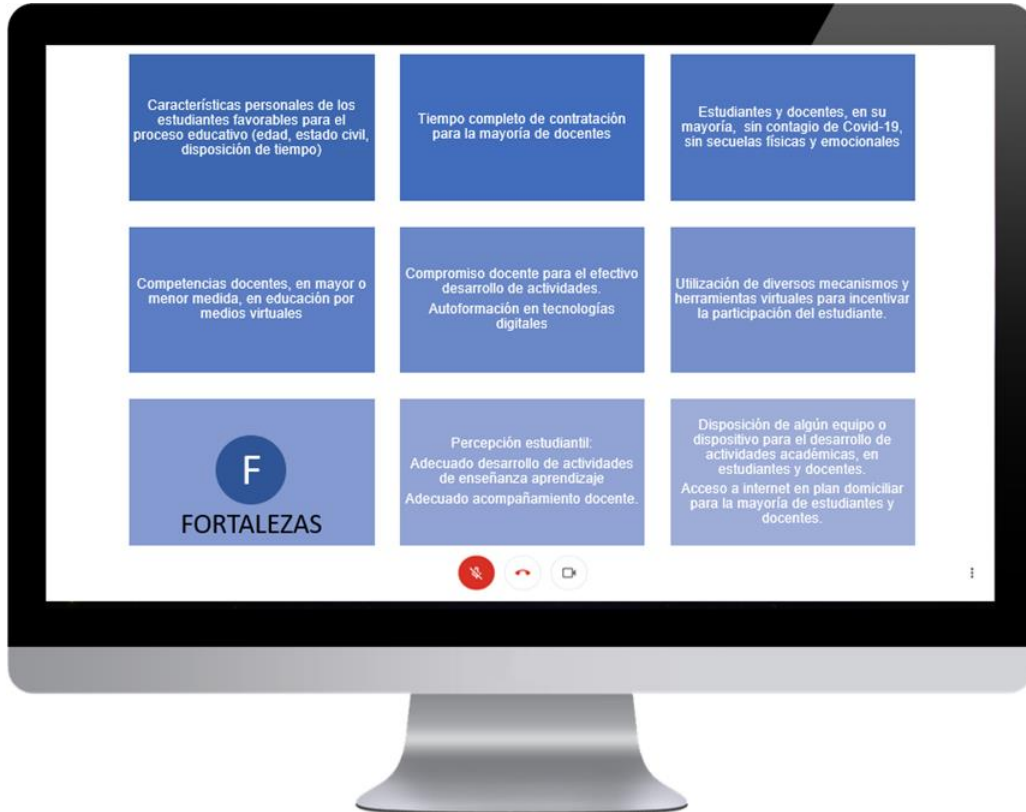 Características personales de los
estudiantes favorables para el
proceso educativo (edad, estado civil,
disposición de tiempo)
Tiempo completo de contratación
para la mayoría de docentes
Estudiantes y docentes, en su
mayoría, sin contagio de Covid-19,
sin secuelas físicas y emocionales
Competencias docentes, en mayor o
menor medida, en educación por
medios virtuales
Compromiso docente para el efectivo
desarrollo de actividades.
Autoformación en tecnologías
digitales
Utilización de diversos mecanismos y
herramientas virtuales para incentivar
la participación del estudiante.
F
FORTALEZAS
Percepción estudiantil:
Adecuado desarrollo de actividades
de enseñanza aprendizaje
Adecuado acompañamiento docente.
Disposición de algún equipo o
dispositivo para el desarrollo de
actividades académicas, en
estudiantes y docentes.
Acceso a internet en plan domiciliar
para la mayoría de estudiantes y
docentes.